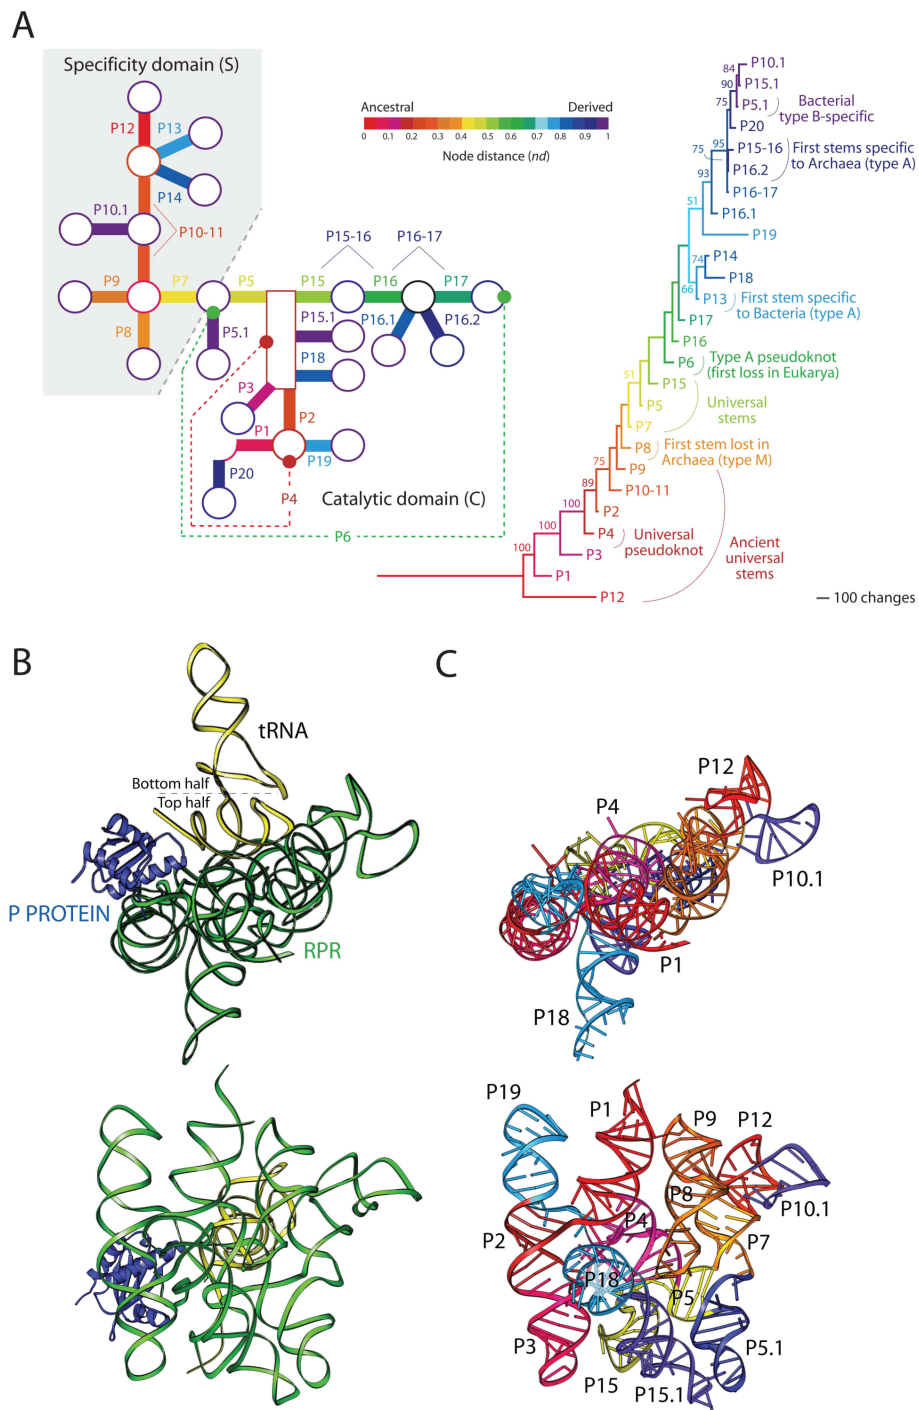 A
Specificity domain (S)
P12
P13
P14
P10.1
P10-11
P9
P7
P8
P5
P5.1
P15-16
P16-17
P15
P16
P17
P15.1
P16.1
P16.2
P18
P3
P2
P1
P19
P20
P4
P6
Catalytic domain (C)
Ancestral
Derived
0 0.1 0.2 0.3 0.4 0.5 0.6 0.7 0.8 0.9 1
Node distance (nd)
84
P10.1
90
P15.1
75
P5.1
Bacterial
type B-specific
P20
95
P15-16
First stems specific
to Archaea (type A)
75
P16.2
93
P16-17
P16.1
51
P19
74
P14
P18
66
P13
First stem specific
to Bacteria (type A)
P17
P16
P6
Type A pseudoknot
(first loss in Eukarya)
51
P15
P5
Universal
stems
P7
P8
First stem lost in
Archaea (type M)
75
P9
89
P10-11
P2
100
P4
Universal
pseudoknot
100
P3
Ancient
universal
stems
P1
P12
100 changes
B
tRNA
Bottom half
Top half
P PROTEIN
RPR
C
P12
P4
P10.1
P1
P18
P19
P1
P9
P12
P8
P10.1
P4
P2
P7
P18
P5
P3
P5.1
P15
P15.1